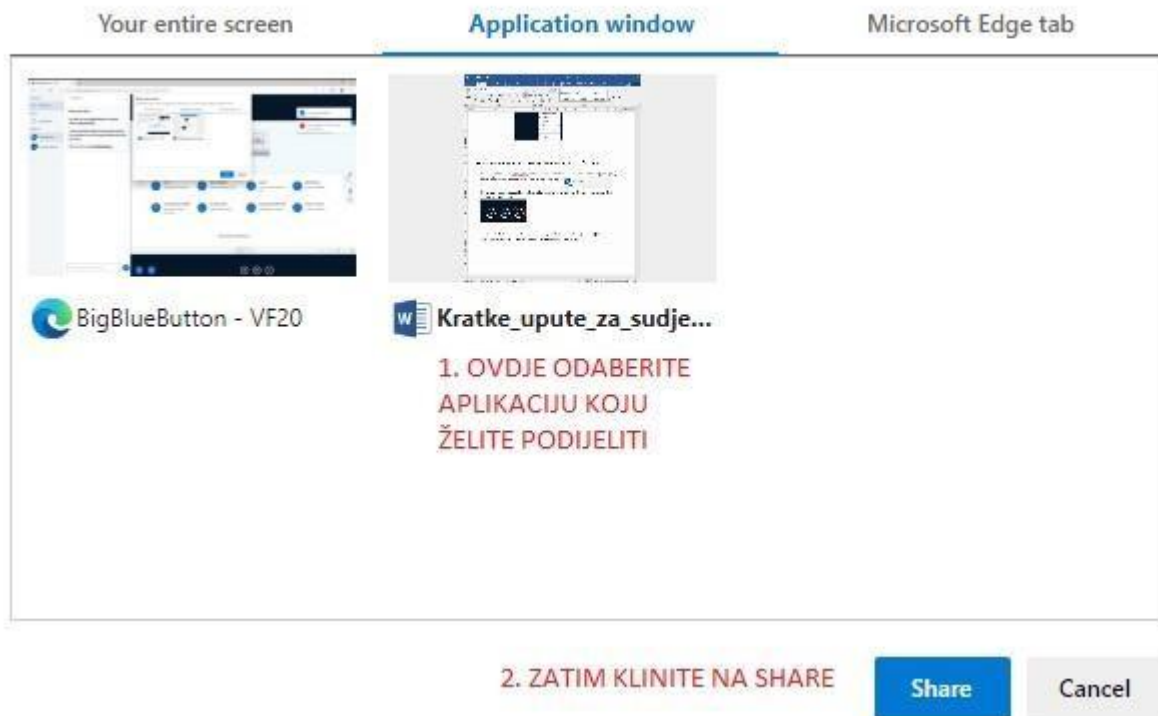 Your entire screen Application window Microsoft Edge tab
BigBlueButton - VF20 Kratke_upute_za_sudje...
1. OVDJE ODABERITE
APLIKACIJU KOJU
ŽELITE PODIJELITI
2. ZATIM KLINITE NA SHARE Share Cancel